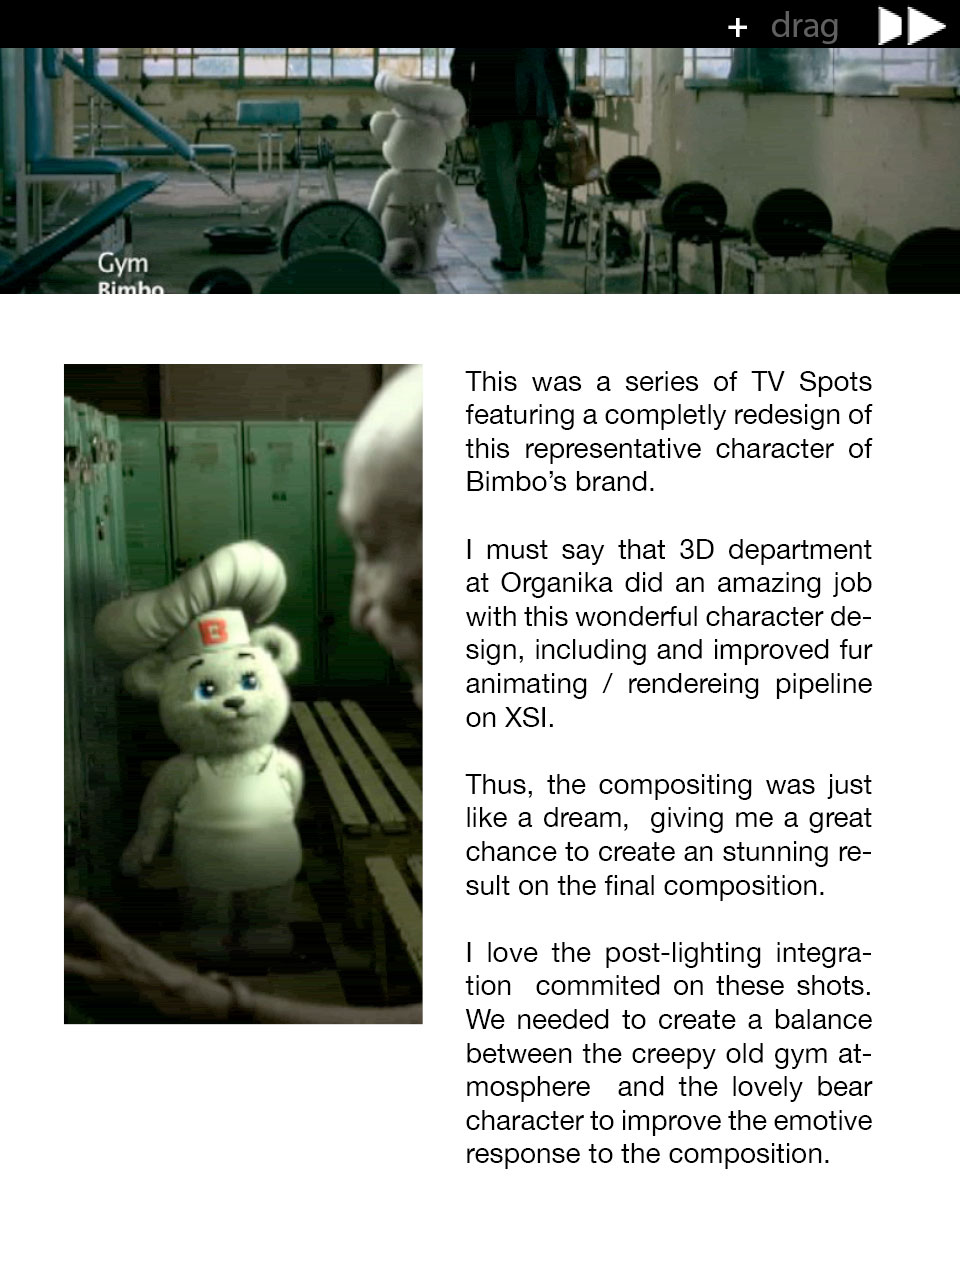 + drag
Gym
Bimbo
B
This was a series of TV Spots
featuring a completly redesign of
this representative character of
Bimbo’s brand.
I must say that 3D department
at Organika did an amazing job
with this wonderful character de-
sign, including and improved fur
animating / rendereing pipeline
on XSI.
Thus, the compositing was just
like a dream,  giving me a great
chance to create an stunning re-
sult on the final composition.
I love the post-lighting integra-
tion  commited on these shots.
We needed to create a balance
between the creepy old gym at-
mosphere  and the lovely bear
character to improve the emotive
response to the composition.